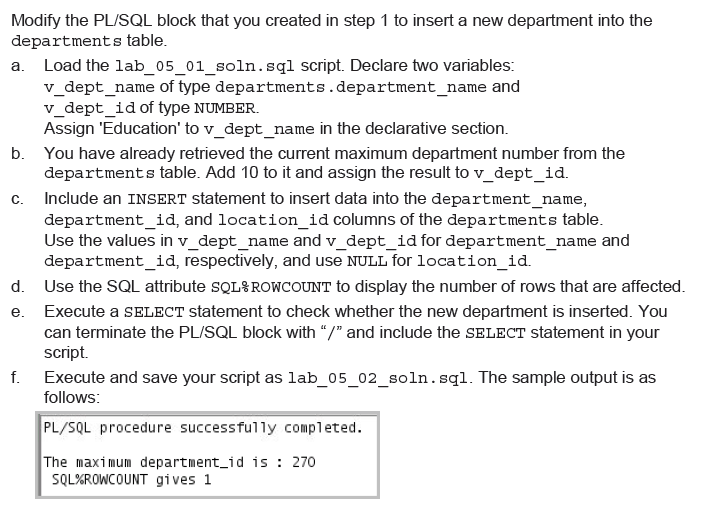 Modify the PL/SQL block that you created in step 1 to insert a new department into the
departments table.
a. Load the lab_05_01_soln.sql script. Declare two variables:
v_dept_name of type departments.department_name and
v_dept_id of type NUMBER.
Assign 'Education' to v_dept_name in the declarative section.
b. You have already retrieved the current maximum department number from the
departments table. Add 10 to it and assign the result to v_dept_id.
c. Include an INSERT statement to insert data into the department_name,
department_id, and location_id columns of the departments table.
Use the values in v_dept_name and v_dept_id for department_name and
department_id, respectively, and use NULL for location_id.
d. Use the SQL attribute SQL%ROWCOUNT to display the number of rows that are affected.
e. Execute a SELECT statement to check whether the new department is inserted. You
can terminate the PL/SQL block with “/” and include the SELECT statement in your
script.
f. Execute and save your script as lab_05_02_soln.sql. The sample output is as
follows:
PL/SQL procedure successfully completed.
The maximum department_id is : 270
SQL%ROWCOUNT gives 1